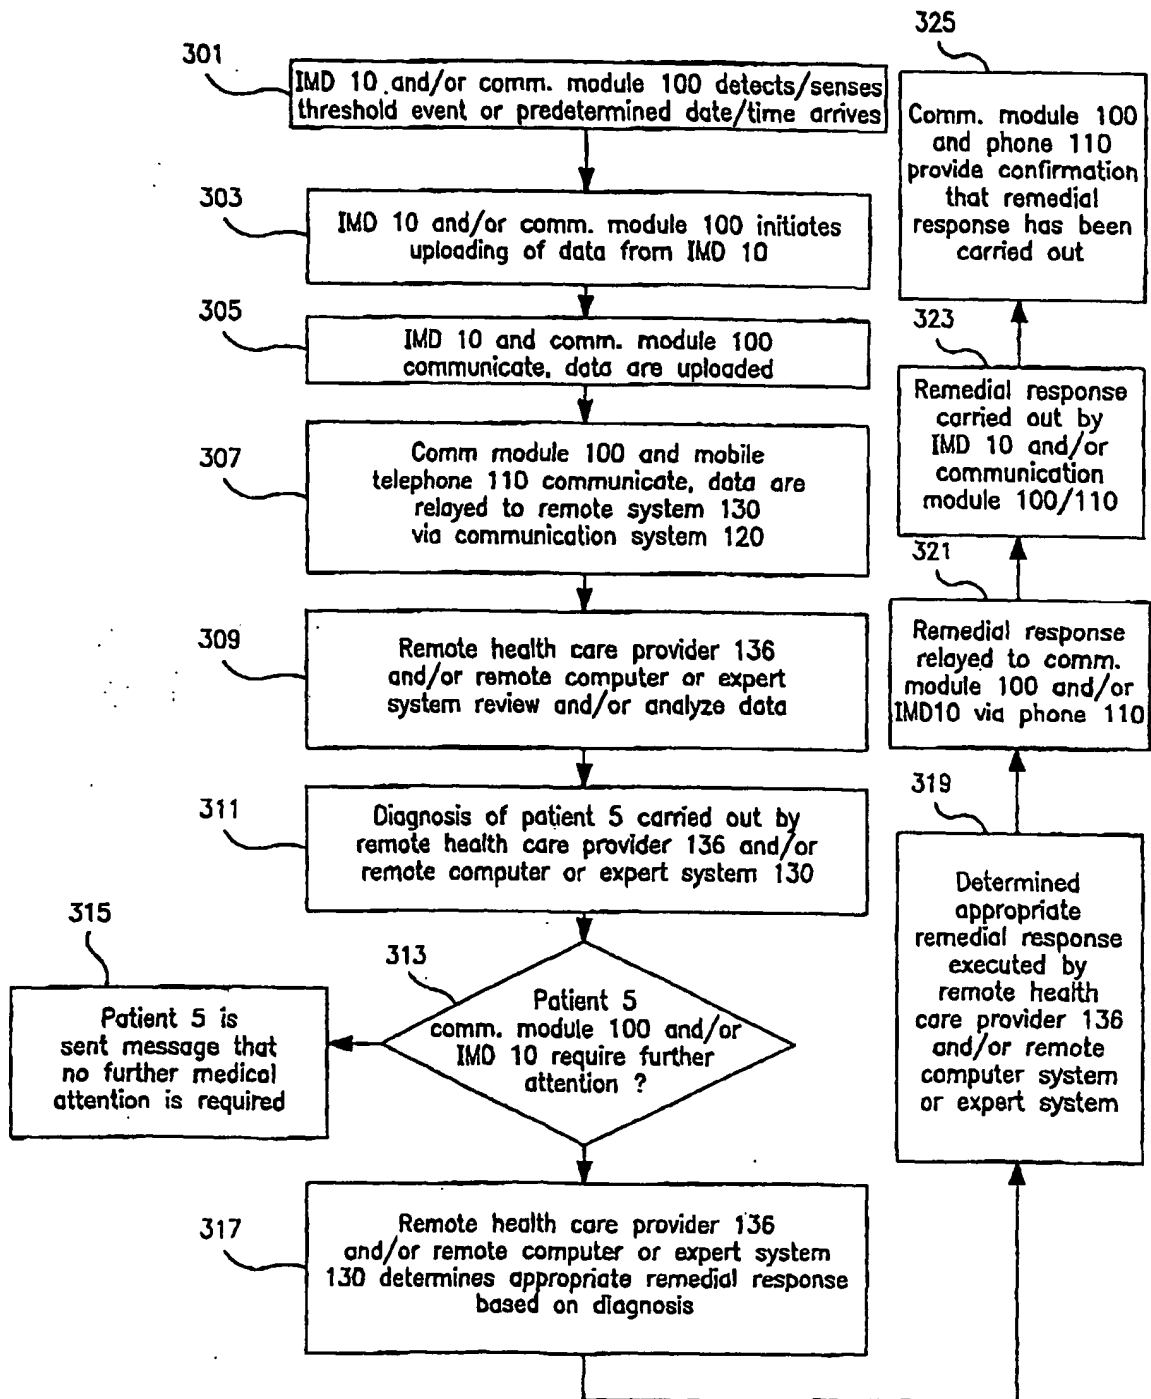 301
IMD 10 and/or comm. module 100 detects/senses
threshold event or predetermined date/time arrives
303
IMD 10 and/or comm. module 100 initiates
uploading of data from IMD 10
305
IMD 10 and comm. module 100
communicate, data are uploaded
307
Comm module 100 and mobile
telephone 110 communicate, data are
relayed to remote system 130
via communication system 120
309
Remote health care provider 136
and/or remote computer or expert
system review and/or analyze data
311
Diagnosis of patient 5 carried out by
remote health care provider 136 and/or
remote computer or expert system 130
313
Patient 5
comm. module 100 and/or
IMD 10 require further
attention ?
315
Patient 5 is
sent message that
no further medical
attention is required
317
Remote health care provider 136
and/or remote computer or expert system
130 determines appropriate remedial response
based on diagnosis
319
Determined
appropriate
remedial response
executed by
remote health
care provider 136
and/or remote
computer system
or expert system
321
Remedial response
relayed to comm.
module 100 and/or
IMD10 via phone 110
323
Remedial response
carried out by
IMD 10 and/or
communication
module 100/110
325
Comm. module 100
and phone 110
provide confirmation
that remedial
response has been
carried out